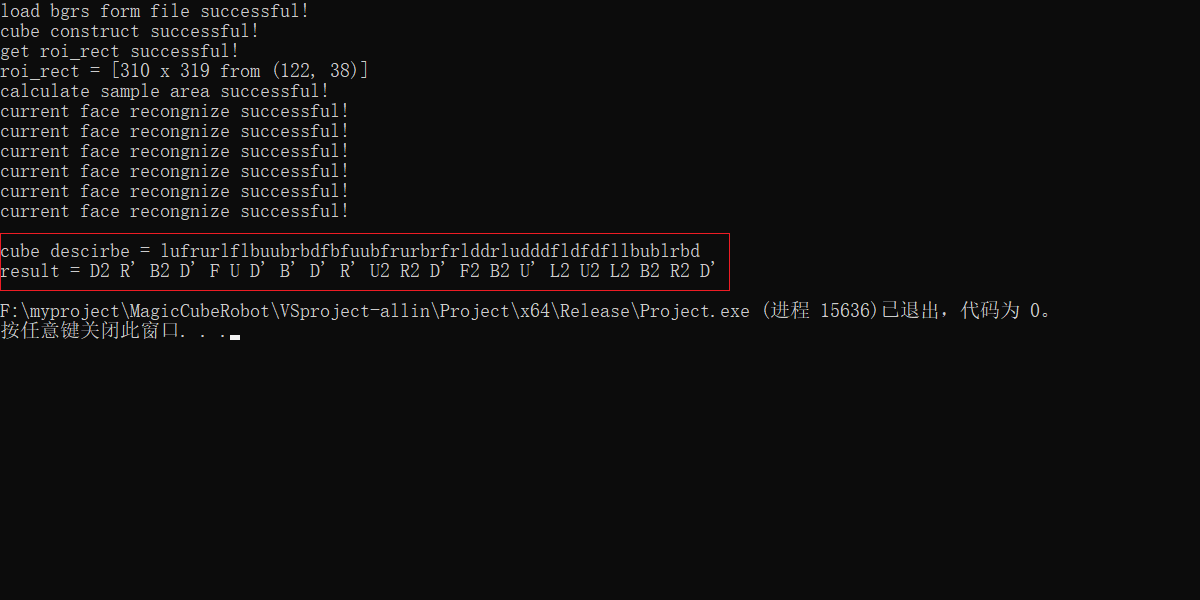 load bgrs form file successful!
cube construct successful!
get roi_rect successful!
roi_rect = [310 x 319 from (122, 38)]
calculate sample area successful!
current face recongnize successful!
current face recongnize successful!
current face recongnize successful!
current face recongnize successful!
current face recongnize successful!
current face recongnize successful!
cube descirbe = lufrurlflbuubrbdfbfuubfrurbrfrlddrludddfldfdfllbublrbd
result = D2 R' B2 D' F U D' B' D' R' U2 R2 D' F2 B2 U' L2 U2 L2 B2 R2 D'
F:\myproject\MagicCubeRobot\VSproject-allin\Project\x64\Release\Project.exe (进程 15636)已退出，代码为 0。
按任意键关闭此窗口. . .